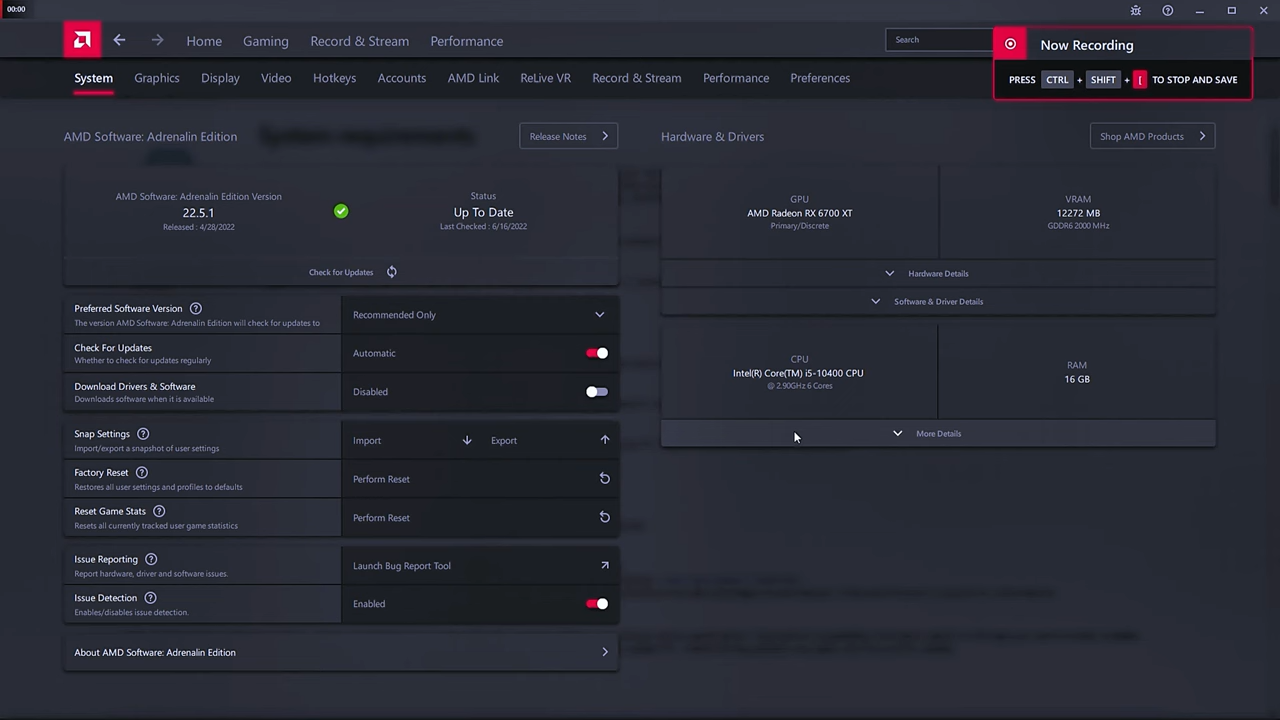 00:00
Home
Gaming
Record & Stream
Performance
Search
Now Recording
PRESS CTRL + SHIFT + [ TO STOP AND SAVE
System
Graphics
Display
Video
Hotkeys
Accounts
AMD Link
ReLive VR
Record & Stream
Performance
Preferences
AMD Software: Adrenalin Edition
System requirements
Release Notes
AMD Software: Adrenalin Edition Version
22.5.1
Released : 4/28/2022
Status
Up To Date
Last Checked : 6/16/2022
Check for Updates
Preferred Software Version
The version AMD Software: Adrenalin Edition will check for updates to
Recommended Only
Check For Updates
Whether to check for updates regularly
Automatic
Download Drivers & Software
Downloads software when it is available
Disabled
Snap Settings
Import/export a snapshot of user settings
Import
Export
Factory Reset
Restores all user settings and profiles to defaults
Perform Reset
Reset Game Stats
Resets all currently tracked user game statistics
Perform Reset
Issue Reporting
Report hardware, driver and software issues.
Launch Bug Report Tool
Issue Detection
Enables/disables issue detection.
Enabled
About AMD Software: Adrenalin Edition
Hardware & Drivers
Shop AMD Products
GPU
AMD Radeon RX 6700 XT
Primary/Discrete
VRAM
12272 MB
GDDR6 2000 MHz
Hardware Details
Software & Driver Details
CPU
Intel(R) Core(TM) i5-10400 CPU
@ 2.90GHz 6 Cores
RAM
16 GB
More Details